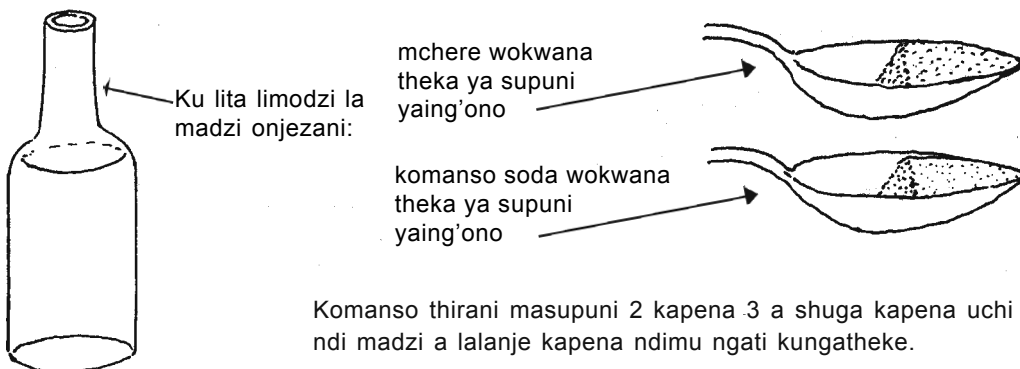 Ku lita limodzi la
madzi onjezani:
mchere wokwana
theka ya supuni
yaing'ono
komanso soda wokwana
theka ya supuni
yaing'ono
Komanso thirani masupuni 2 kapena 3 a shuga kapena uchi
ndi madzi a lalanje kapena ndimu ngati kungatheke.